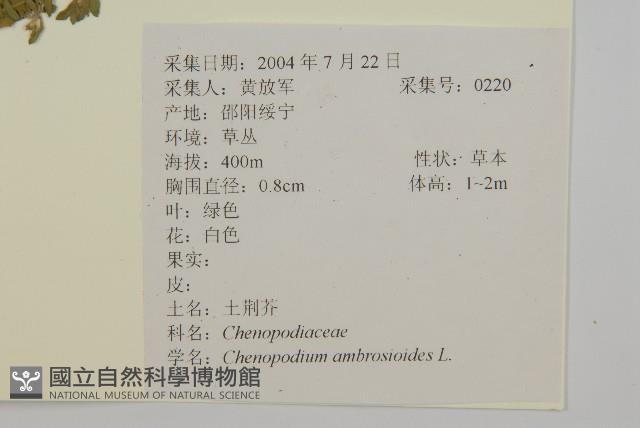 采集日期：2004 年 7 月 22 日
采集人：黄放军 采集号：0220
产地：邵阳绥宁
环境：草丛
海拔：400m 性状：草本
胸围直径：0.8cm 体高：1~2m
叶：绿色
花：白色
果实：
皮：
土名：土荆芥
科名：Chenopodiaceae
学名：Chenopodium ambrosioides L.
國立自然科學博物館
NATIONAL MUSEUM OF NATURAL SCIENCE